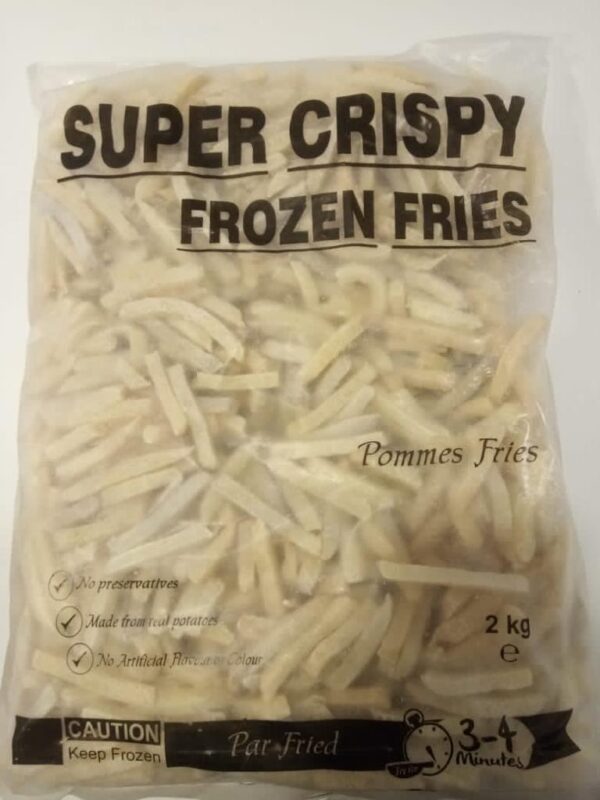 SUPER CRISPY
FROZEN FRIES
Pommes Fries
No preservatives
Made from real potatoes
No Artificial Flavour or Colour
2 kg
e
CAUTION
Keep Frozen
Par Fried
3-4
Minutes